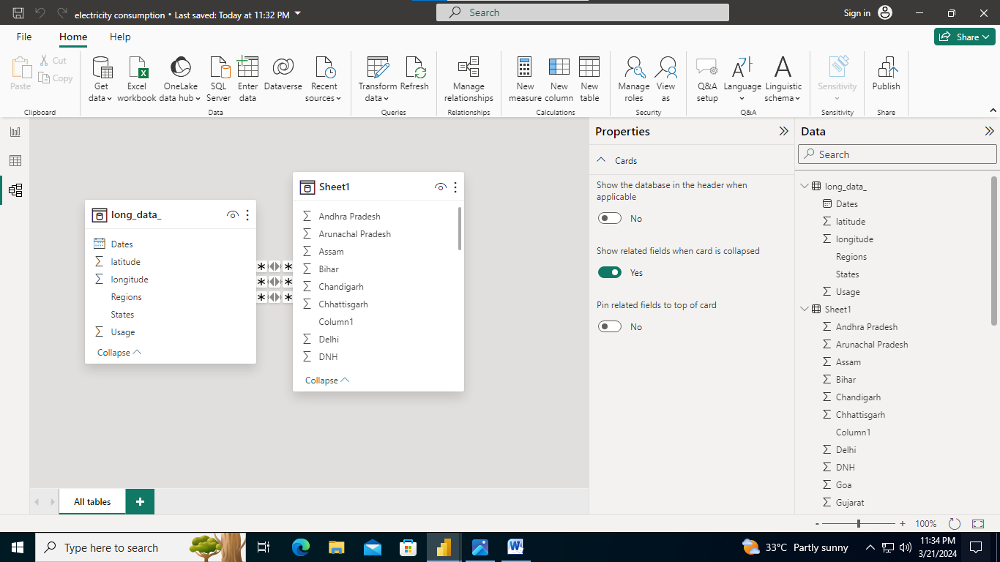 electricity consumption • Last saved: Today at 11:32 PM
Search
Sign in
File
Home
Help
Share
Paste
Cut
Copy
Clipboard
Get data
Excel workbook
OneLake data hub
SQL Server
Enter data
Dataverse
Recent sources
Data
Transform data
Refresh
Queries
Manage relationships
Relationships
New measure
New column
New table
Calculations
Manage roles
View as
Security
Q&A setup
Language
Linguistic schema
Q&A
Sensitivity
Sensitivity
Publish
Share
long_data_
Dates
latitude
longitude
Regions
States
Usage
Collapse
Sheet1
Andhra Pradesh
Arunachal Pradesh
Assam
Bihar
Chandigarh
Chhattisgarh
Column1
Delhi
DNH
Collapse
Properties
Cards
Show the database in the header when
applicable
No
Show related fields when card is collapsed
Yes
Pin related fields to top of card
No
Data
Search
long_data_
Dates
latitude
longitude
Regions
States
Usage
Sheet1
Andhra Pradesh
Arunachal Pradesh
Assam
Bihar
Chandigarh
Chhattisgarh
Column1
Delhi
DNH
Goa
Gujarat
All tables
100%
Type here to search
33°C Partly sunny
11:34 PM
3/21/2024